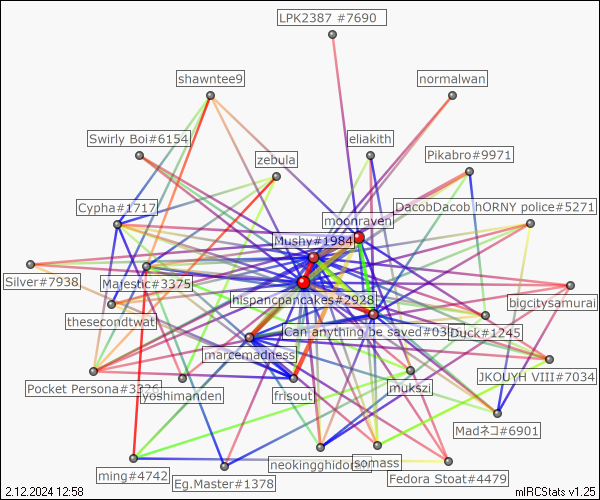 LPK2387 #7690
shawntee9
normalwan
Swirly Boi#6154
eliakith
Pikabro#9971
zebula
Cypha#1717
DacobDacob hORNY police#5271
moonraven
Mushy#1984
Silver#7938
Majestic#3375
hispancpancakes#2928
bigcitysamurai
thesecondtwat
Can anything be saved#03
Duck#1245
marcemadness
JKOUYH VIII#7034
Pocket Persona#3326
yoshimanden
frisout
mukszi
Madネコ#6901
ming#4742
neokingghidor
somass
Fedora Stoat#4479
Eg.Master#1378
2.12.2024 12:58
mIRCStats v1.25